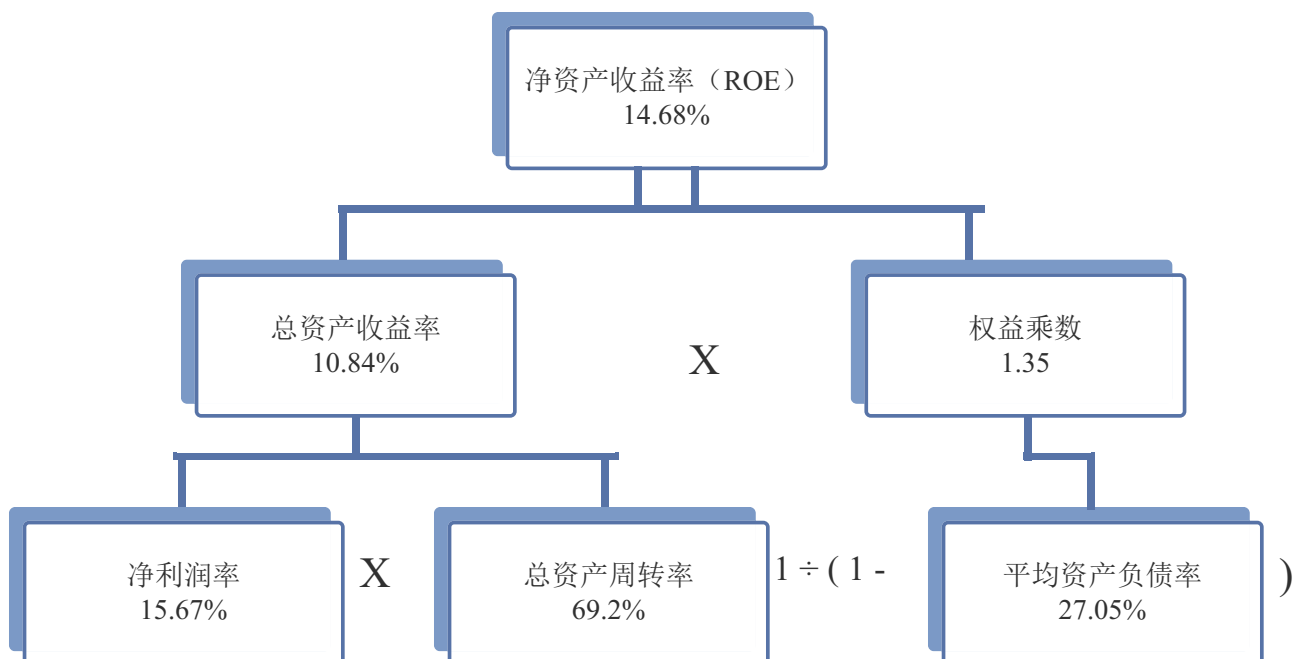 净资产收益率（ROE）
14.68%
总资产收益率
10.84%
X
权益乘数
1.35
净利润率
15.67%
X
总资产周转率
69.2%
1 ÷ ( 1 -
平均资产负债率
27.05%
)